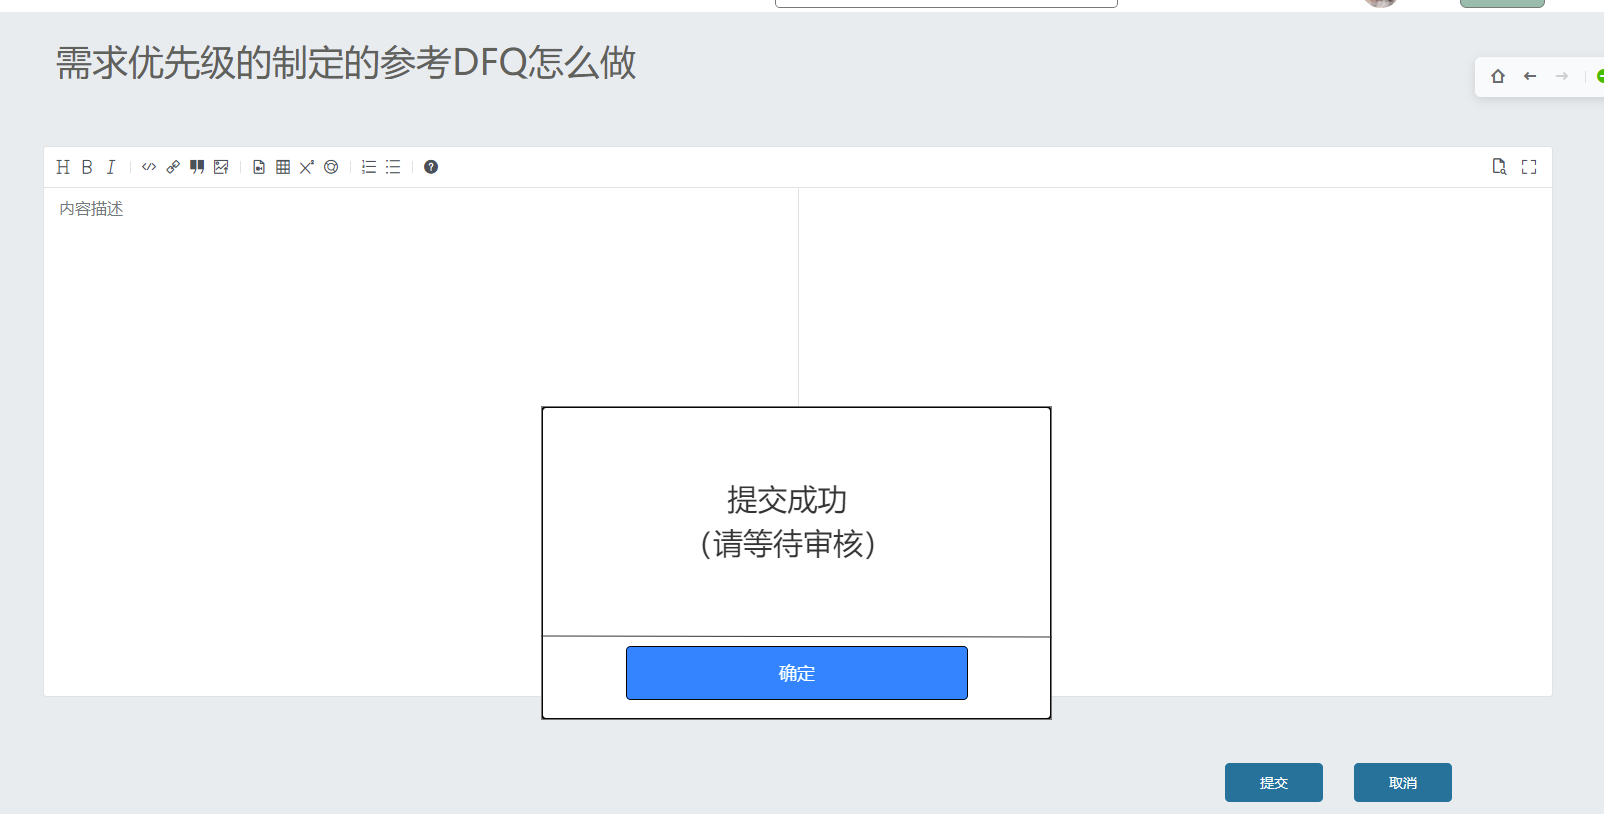 需求优先级的制定的参考DFQ怎么做
H B I
内容描述
提交成功
（请等待审核）
确定
提交 取消